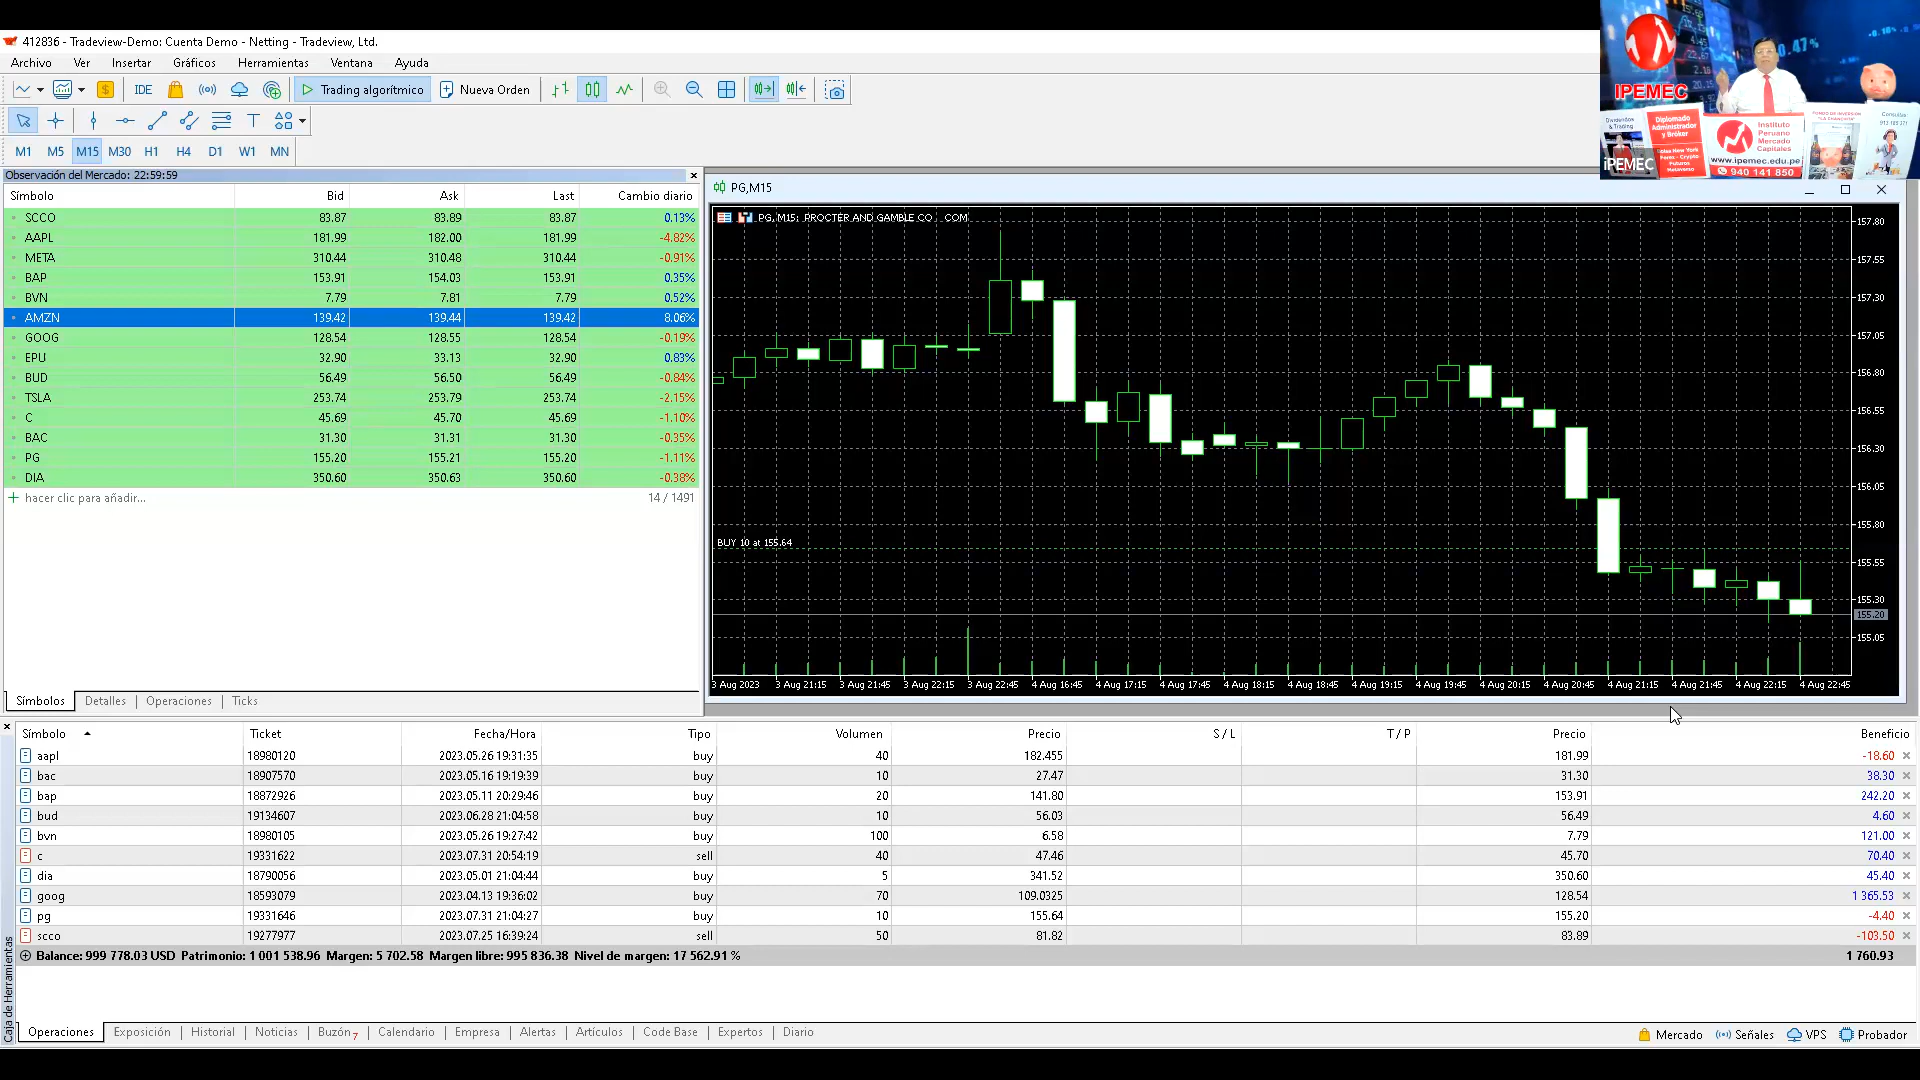 412836 - Tradeview-Demo: Cuenta Demo - Netting - Tradeview, Ltd.
Archivo Ver Insertar Gráficos Herramientas Ventana Ayuda
IDE Trading algorítmico Nueva Orden
M1 M5 M15 M30 H1 H4 D1 W1 MN
Observación del Mercado: 22:59:59
Símbolo Bid Ask Last Cambio diario
SCCO 83.87 83.89 83.87 0.13%
AAPL 181.99 182.00 181.99 -4.82%
META 310.44 310.48 310.44 -0.91%
BAP 153.91 154.03 153.91 0.35%
BVN 7.79 7.81 7.79 0.52%
AMZN 139.42 139.44 139.42 8.06%
GOOG 128.54 128.55 128.54 -0.19%
EPU 32.90 33.13 32.90 0.83%
BUD 56.49 56.50 56.49 -0.84%
TSLA 253.74 253.79 253.74 -2.15%
C 45.69 45.70 45.69 -1.10%
BAC 31.30 31.31 31.30 -0.35%
PG 155.20 155.21 155.20 -1.11%
DIA 350.60 350.63 350.60 -0.38%
hacer clic para añadir... 14 / 1491
Símbolos Detalles Operaciones Ticks
PG,M15
PG, M15: PROCTER AND GAMBLE CO COM
BUY 10 at 155.64
157.80
157.55
157.30
157.05
156.80
156.55
156.30
156.05
155.80
155.55
155.30
155.20
155.05
3 Aug 2023 3 Aug 21:15 3 Aug 21:45 3 Aug 22:15 3 Aug 22:45 4 Aug 16:45 4 Aug 17:15 4 Aug 17:45 4 Aug 18:15 4 Aug 18:45 4 Aug 19:15 4 Aug 19:45 4 Aug 20:15 4 Aug 20:45 4 Aug 21:15 4 Aug 21:45 4 Aug 22:15 4 Aug 22:45
0.47%
IPEMEC
Dividendos
& Trading
iPEMEC
Diplomado
Administrador
y Bróker
Bolsa New York
Forex - Crypto
Futuros
Metaverso
Instituto
Peruano
Mercado
Capitales
www.ipemec.edu.pe
940 141 850
FONDO DE INVERSIÓN
Consultas:
Símbolo Ticket Fecha/Hora Tipo Volumen Precio S / L T / P Precio Beneficio
aapl 18980120 2023.05.26 19:31:35 buy 40 182.455 181.99 -18.60
bac 18907570 2023.05.16 19:19:39 buy 10 27.47 31.30 38.30
bap 18872926 2023.05.11 20:29:46 buy 20 141.80 153.91 242.20
bud 19134607 2023.06.28 21:04:58 buy 10 56.03 56.49 4.60
bvn 18980105 2023.05.26 19:27:42 buy 100 6.58 7.79 121.00
c 19331622 2023.07.31 20:54:19 sell 40 47.46 45.70 70.40
dia 18790056 2023.05.01 21:04:44 buy 5 341.52 350.60 45.40
goog 18593079 2023.04.13 19:36:02 buy 70 109.0325 128.54 1 365.53
pg 19331646 2023.07.31 21:04:27 buy 10 155.64 155.20 -4.40
scco 19277977 2023.07.25 16:39:24 sell 50 81.82 83.89 -103.50
Balance: 999 778.03 USD Patrimonio: 1 001 538.96 Margen: 5 702.58 Margen libre: 995 836.38 Nivel de margen: 17 562.91 % 1 760.93
Caja de Herramientas
Operaciones Exposición Historial Noticias Buzón7 Calendario Empresa Alertas Artículos Code Base Expertos Diario
Mercado Señales VPS Probador